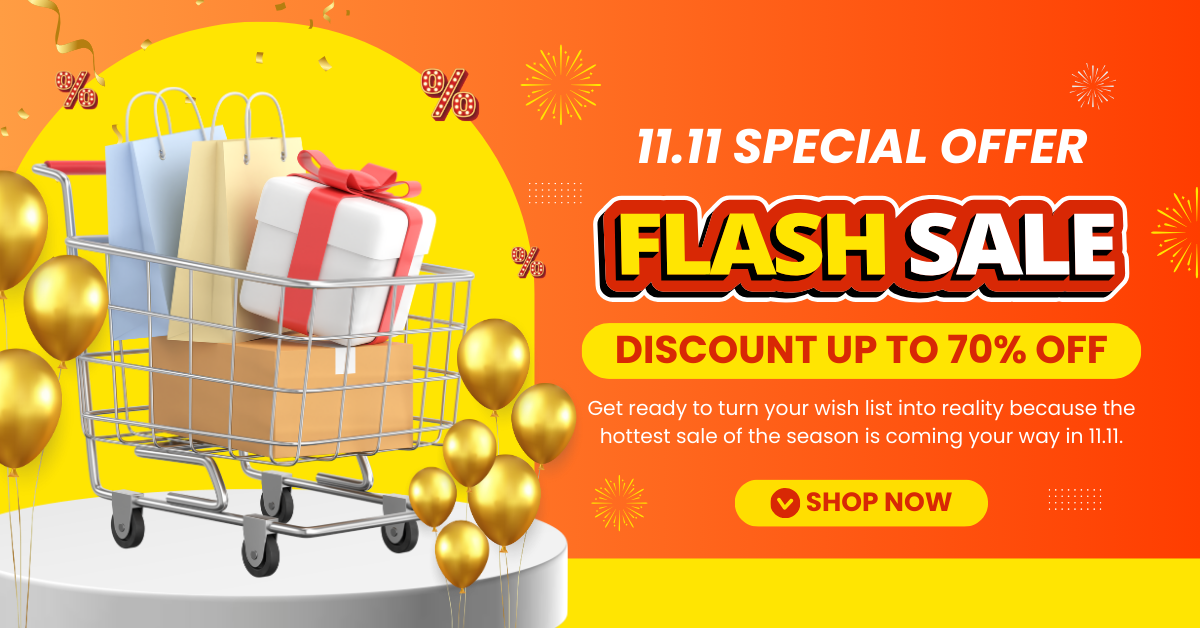 %
%
%
11.11 SPECIAL OFFER
FLASH SALE
DISCOUNT UP TO 70% OFF
Get ready to turn your wish list into reality because the
hottest sale of the season is coming your way in 11.11.
SHOP NOW